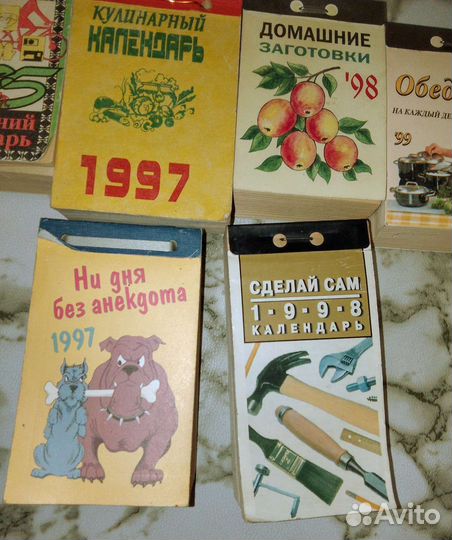 КУЛИНАРНЫЙ
КАЛЕНДАРЬ
1997
ДОМАШНИЕ
ЗАГОТОВКИ
'98
НА КАЖДЫЙ
'99
Ни дня
без анекдота
1997
СДЕЛАЙ САМ
1-9-9-8
КАЛЕНДАРЬ
Avito